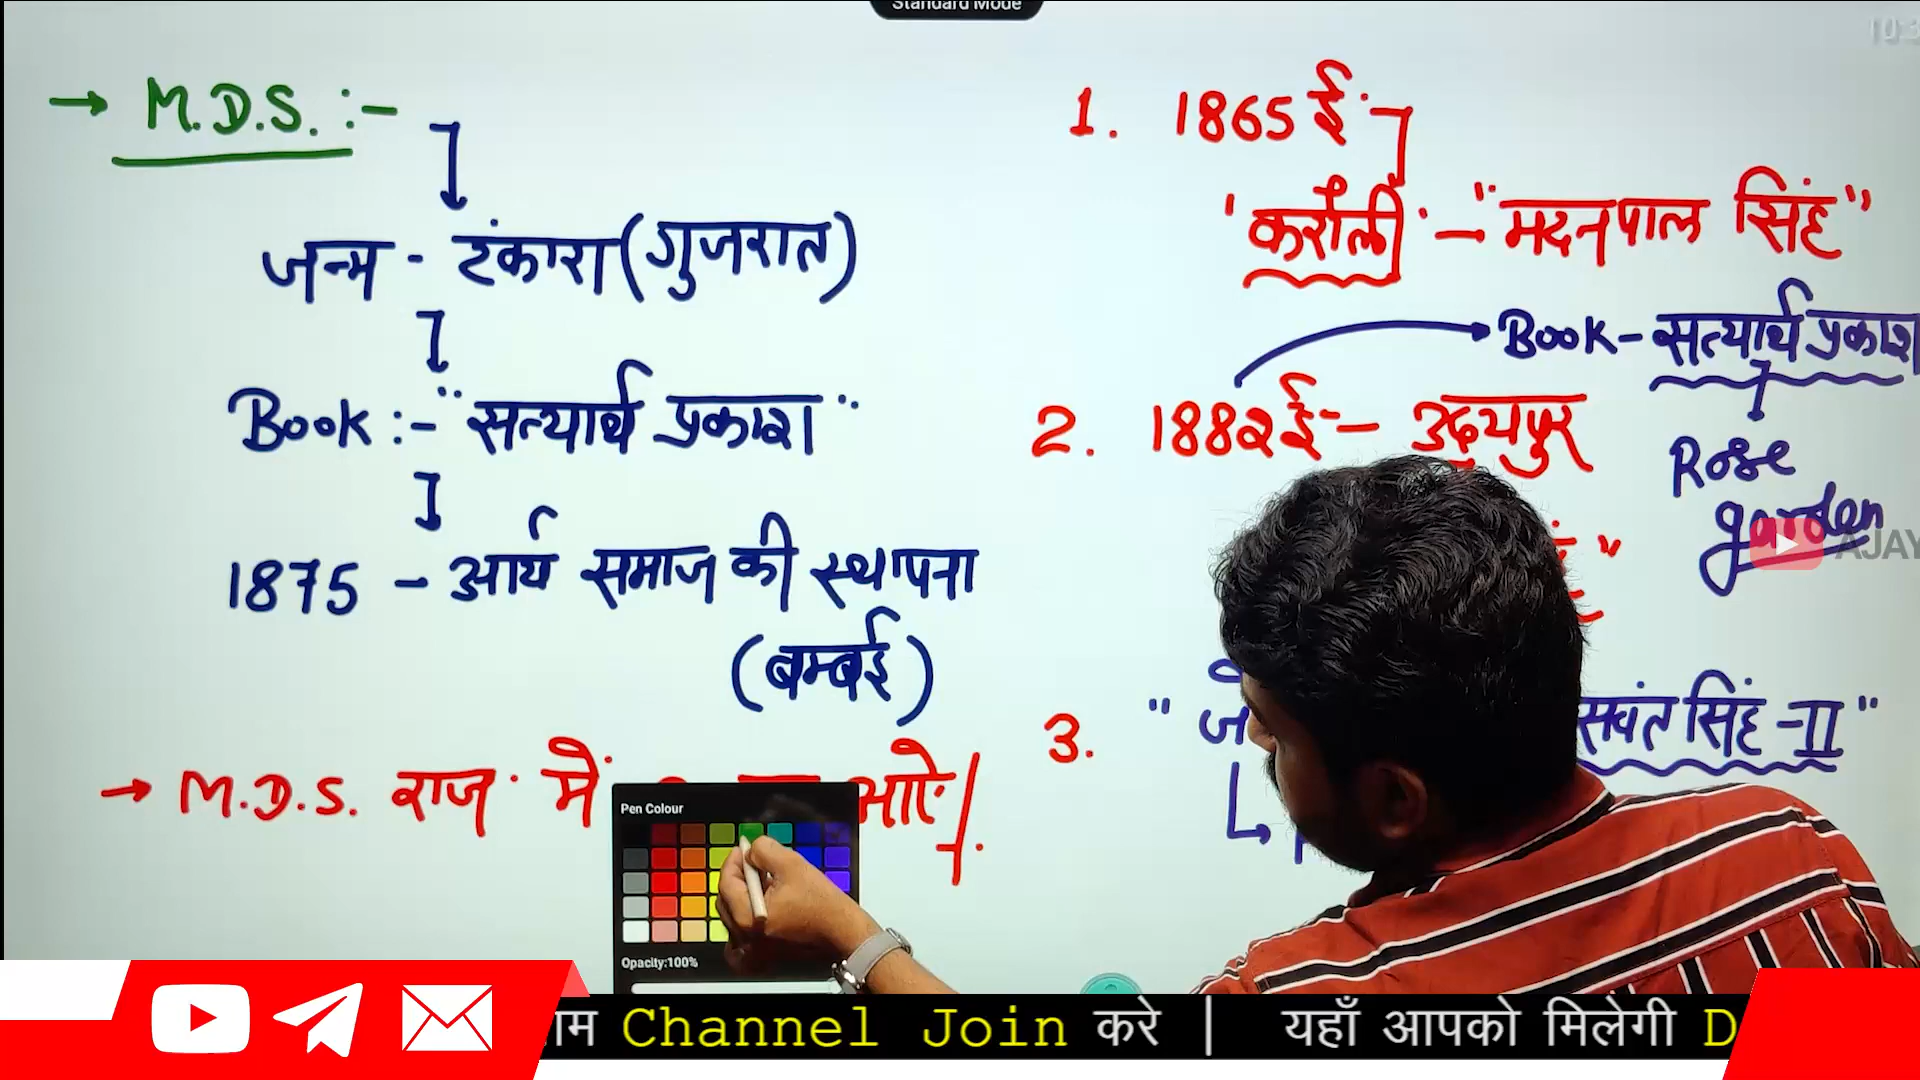 Standard Mode
→ M.D.S. :-
जन्म - टंकारा (गुजरात)
Book :- "सत्यार्थ प्रकाश"
1875 - आर्य समाज की स्थापना
(बम्बई)
→ M.D.S. राज. में आऐ/
1. 1865 ई.
'करौली' - "मदनपाल सिंह"
Book - सत्यार्थ प्रकाश
2. 1882 ई - उदयपुर
Rose
garden
AJAY
3. " सवंत सिंह -II "
Pen Colour
Opacity:100%
Channel Join करे | यहाँ आपको मिलेगी